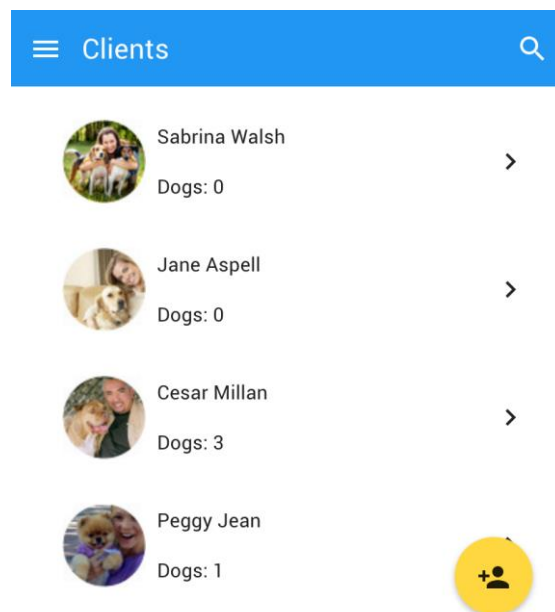 Clients
Sabrina Walsh
Dogs: 0
Jane Aspell
Dogs: 0
Cesar Millan
Dogs: 3
Peggy Jean
Dogs: 1